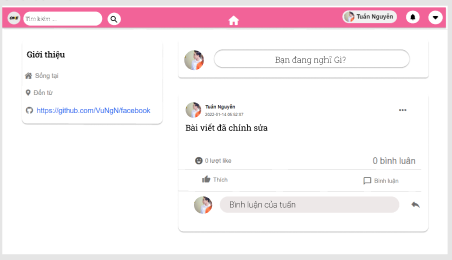 Tìm kiếm ...
Tuấn Nguyễn
Giới thiệu
Sống tại
Đến từ
https://github.com/VuNgN/facebook
Bạn đang nghĩ Gì?
Tuấn Nguyễn
Bài viết đã chỉnh sửa
0 lượt like
0 bình luận
Thích
Bình luận
Bình luận của tuấn